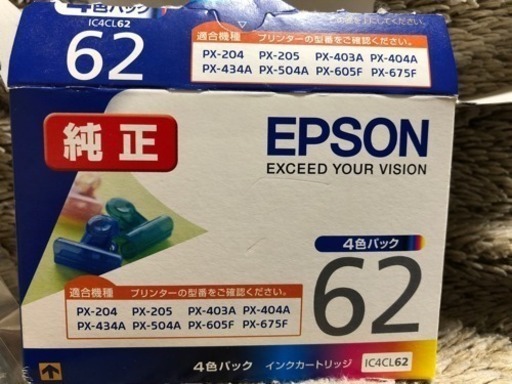 4色パック
IC4CL62
62
適合機種 プリンターの型番をご確認ください。
PX-204 PX-205 PX-403A PX-404A
PX-434A PX-504A PX-605F PX-675F
純正
EPSON
EXCEED YOUR VISION
4色パック
62
適合機種 プリンターの型番をご確認ください。
PX-204 PX-205 PX-403A PX-404A
PX-434A PX-504A PX-605F PX-675F
4色パック インクカートリッジ IC4CL62